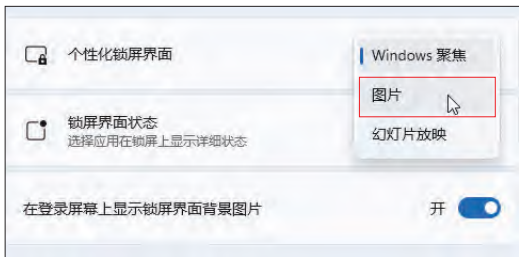 个性化锁屏界面
Windows 聚焦
图片
幻灯片放映
锁屏界面状态
选择应用在锁屏上显示详细状态
在登录屏幕上显示锁屏界面背景图片
开